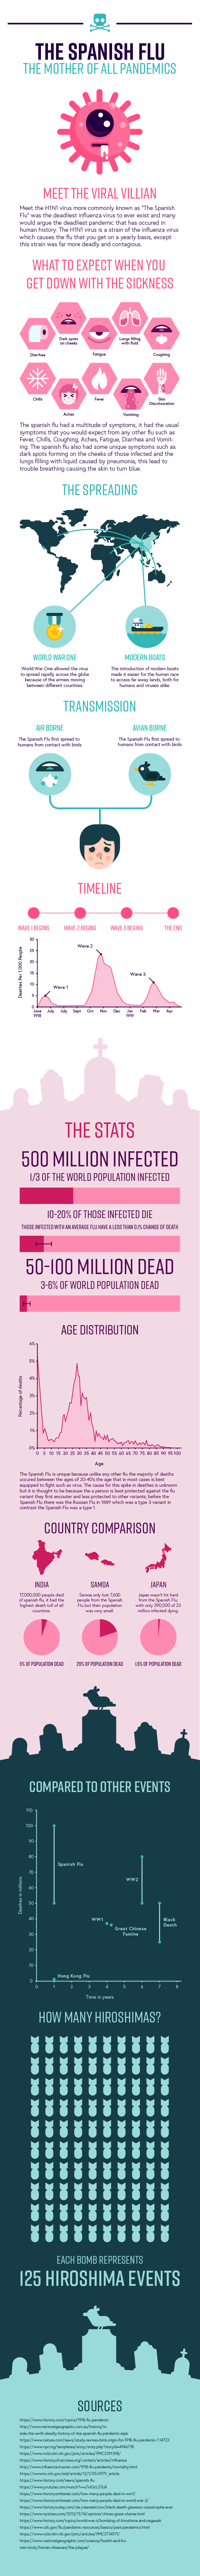 THE SPANISH FLU
THE MOTHER OF ALL PANDEMICS
MEET THE VIRAL VILLIAN
Meet the H1N1 virus more commonly known as "The Spanish
Flu" was the deadliest influenza virus to ever exist and many
would argue the deadliest pandemic that has occured in
human history. The H1N1 virus is a strain of the influenza virus
which causes the flu that you get on a yearly basis, except
this strain was far more deadly and contagious.
WHAT TO EXPECT WHEN YOU
GET DOWN WITH THE SICKNESS
Diarrhea
Dark spots
on cheeks
Fatigue
Lungs filling
with fluid
Coughing
Chills
Aches
Fever
Vomiting
Skin
Discolouration
The spanish flu had a multitude of symptoms, it had the usual
symptoms that you would expect from any other flu such as
Fever, Chills, Coughing, Aches, Fatigue, Diarrhea and Vomit-
ing. The spanish flu also had some unique symptoms such as
dark spots forming on the cheeks of those infected and the
lungs filling with liquid caused by pneumonia, this lead to
trouble breathing causing the skin to turn blue.
THE SPREADING
WORLD WAR ONE
World War One allowed the virus
to spread rapidly across the globe
because of the armies moving
between different countries.
MODERN BOATS
The introduction of modern boats
made it easier for the human race
to access far away lands, both for
humans and viruses alike.
TRANSMISSION
AIR BORNE
The Spansih Flu first spread to
humans from contact with birds
AVIAN BORNE
The Spansih Flu first spread to
humans from contact with birds
TIMELINE
WAVE 1 BEGINS
WAVE 2 BEGINS
WAVE 3 BEGINS
THE END
Deaths Per 1,000 People
30
25
20
15
10
5
0
Wave 1
Wave 2
Wave 3
June
1918
July
July
Sept
Oct
Nov
Dec
Jan
1919
Feb
Mar
Apr
THE STATS
500 MILLION INFECTED
1/3 OF THE WORLD POPULATION INFECTED
10-20% OF THOSE INFECTED DIE
THOSE INFECTED WITH AN AVERAGE FLU HAVE A LESS THAN 0.1% CHANGE OF DEATH
50-100 MILLION DEAD
3-6% OF WORLD POPULATION DEAD
AGE DISTRIBUTION
Percentage of deaths
6%
5%
4%
3%
2%
1%
0%
0 5 10 15 20 25 30 35 40 45 50 55 60 65 70 75 80 85 90 95 100
Age
The Spanish Flu is unique because unlike any other flu the majority of deaths
occured between the ages of 20-40's the age that in most cases is best
equipped to fight such a virus. The cause for this spike in deaths is unknown
but it is thought to be because the a person is best protected against the flu
variant they first encounter and less protected to other variants, before the
Spanish Flu there was the Russian Flu in 1889 which was a type 3 variant in
contrast the Spanish Flu was a type 1.
COUNTRY COMPARISON
INDIA
17,000,000 people died
of spanish flu, it had the
highest death toll of all
countries.
5% OF POPULATION DEAD
SAMOA
Samoa only lost 7,600
people from the Spanish
Flu but their population
was very small.
20% OF POPULATION DEAD
JAPAN
Japan wasn't hit hard
from the Spanish Flu,
with only 390,000 of 23
million infected dying.
COMPARED TO OTHER EVENTS
Deaths in millions
110
100
90
80
70
60
50
40
30
20
10
0
Spanish Flu
WW2
WW1
Great Chinese
Famine
Black
Death
Hong Kong Flu
0 1 2 3 4 5 6 7 8
Time in years
HOW MANY HIROSHIMAS?
EACH BOMB REPRESENTS
125 HIROSHIMA EVENTS
SOURCES